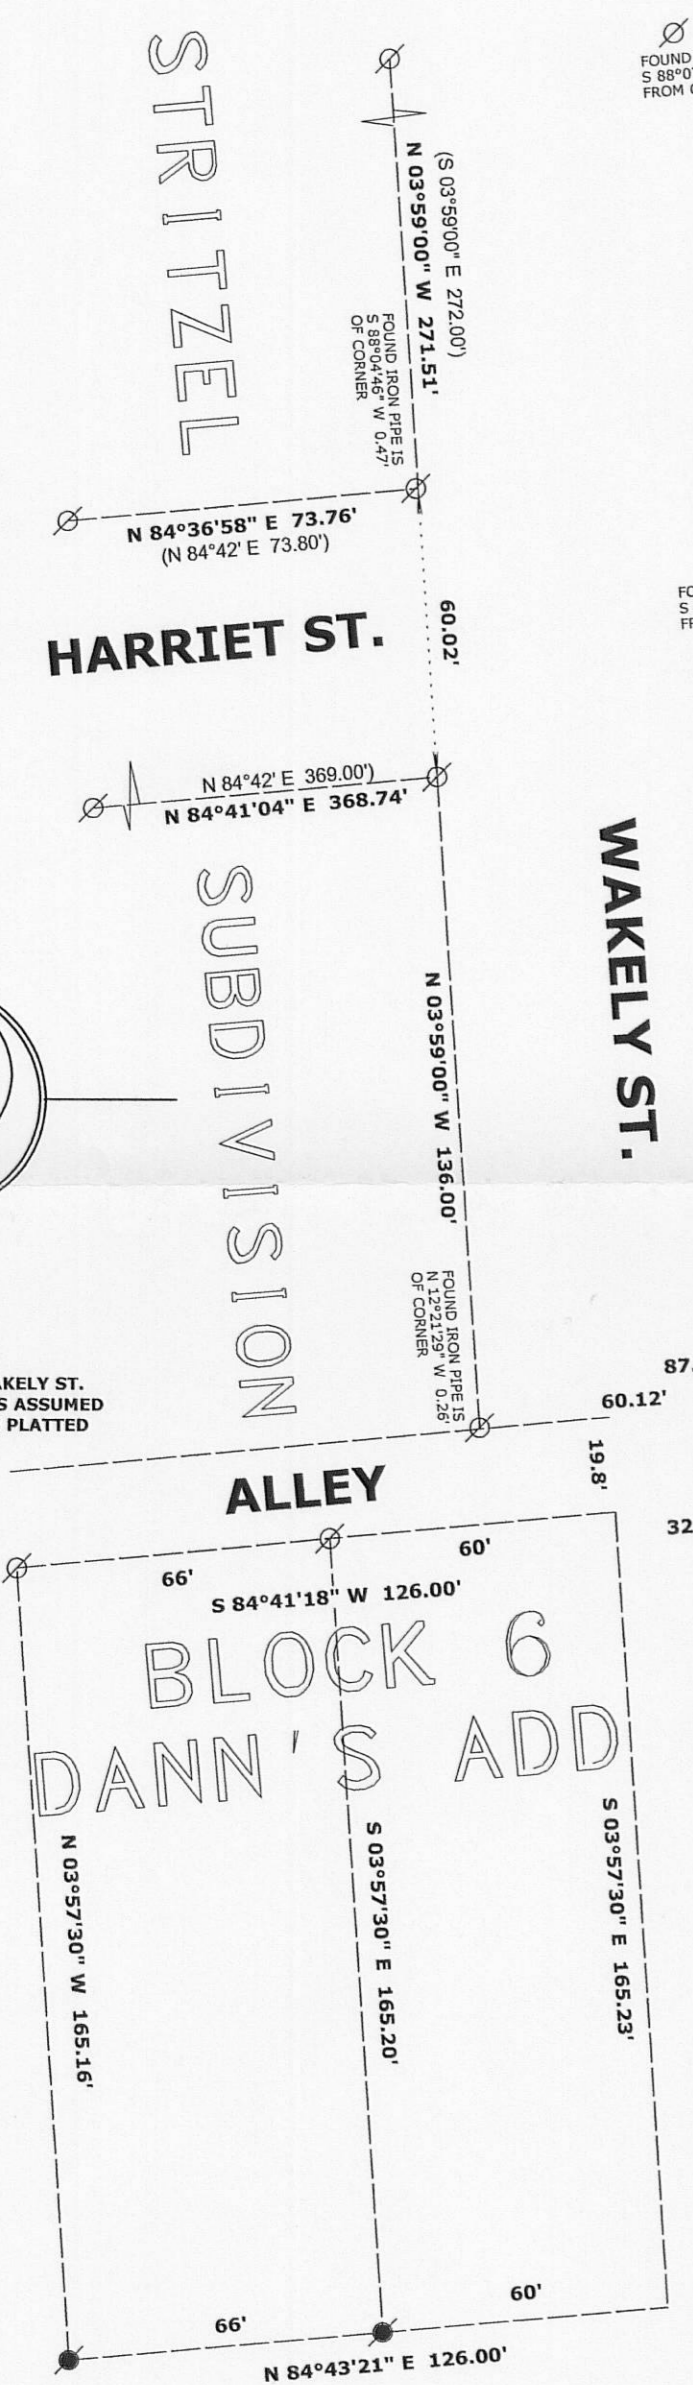 STRITZEL
(S 03°59'00" E 272.00')
N 03°59'00" W 271.51'
FOUND
S 88°0
FROM
FOUND IRON PIPE IS
S 88°04'46" W 0.47'
OF CORNER
N 84°36'58" E 73.76'
(N 84°42' E 73.80')
HARRIET ST.
60.02'
S
N 84°42' E 369.00')
N 84°41'04" E 368.74'
SUBDIVISION
WAKELY ST.
N 03°59'00" W 136.00'
FOUND IRON PIPE IS
N 12°21'29" W 0.26'
OF CORNER
KELY ST.
S ASSUMED
PLATTED
87.
60.12'
19.8'
ALLEY
32
66'
60'
S 84°41'18" W 126.00'
BLOCK 6
DANN'S ADD
N 03°57'30" W 165.16'
S 03°57'30" E 165.20'
S 03°57'30" E 165.23'
66'
60'
N 84°43'21" E 126.00'